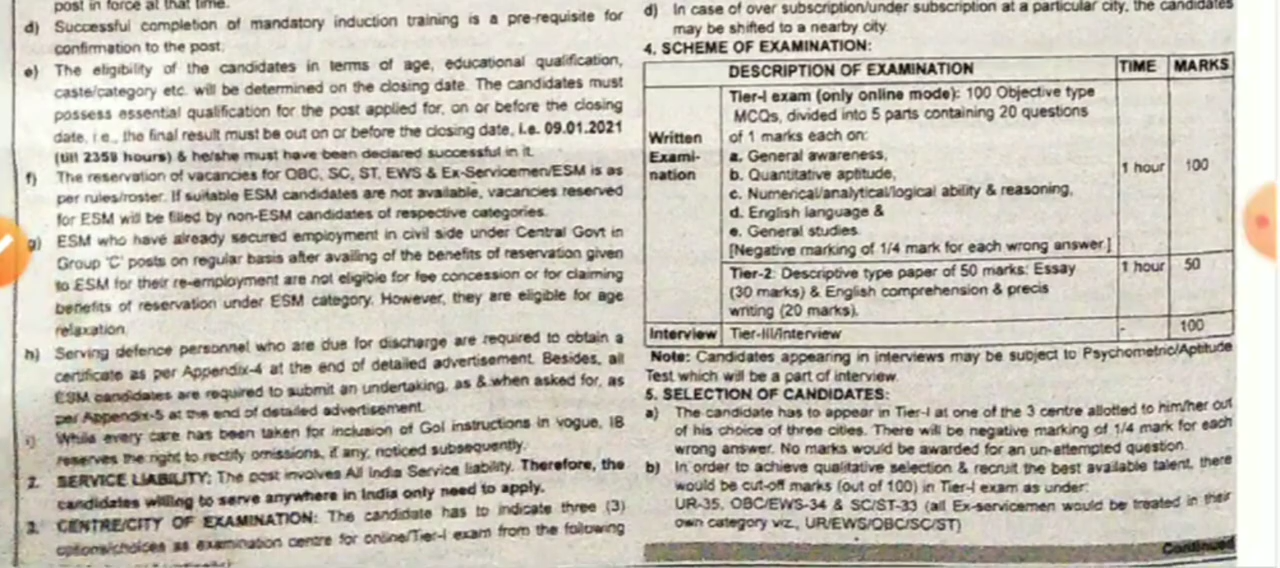 post in force at that time.
d) Successful completion of mandatory induction training is a pre-requisite for
confirmation to the post.
e) The eligibility of the candidates in terms of age, educational qualification,
caste/category etc. will be determined on the closing date. The candidates must
possess essential qualification for the post applied for, on or before the closing
date, i.e., the final result must be out on or before the closing date, i.e. 09.01.2021
(till 2359 hours) & he/she must have been declared successful in it.
f) The reservation of vacancies for OBC, SC, ST, EWS & Ex-Servicemen/ESM is as
per rules/roster. If suitable ESM candidates are not available, vacancies reserved
for ESM will be filled by non-ESM candidates of respective categories.
g) ESM who have already secured employment in civil side under Central Govt in
Group 'C' posts on regular basis after availing of the benefits of reservation given
to ESM for their re-employment are not eligible for fee concession or for claiming
benefits of reservation under ESM category. However, they are eligible for age
relaxation.
h) Serving defence personnel who are due for discharge are required to obtain a
certificate as per Appendix-4 at the end of detailed advertisement. Besides, all
ESM candidates are required to submit an undertaking, as & when asked for, as
per Appendix-5 at the end of detailed advertisement.
i) While every care has been taken for inclusion of GoI instructions in vogue, IB
reserves the right to rectify omissions, if any, noticed subsequently.
2. SERVICE LIABILITY: The post involves All India Service liability. Therefore, the
candidates willing to serve anywhere in India only need to apply.
3. CENTRE/CITY OF EXAMINATION: The candidate has to indicate three (3)
options/choices as examination centre for online/Tier-I exam from the following
d) In case of over subscription/under subscription at a particular city, the candidates
may be shifted to a nearby city.
4. SCHEME OF EXAMINATION:
DESCRIPTION OF EXAMINATION TIME MARKS
Written
Exami-
nation
Tier-I exam (only online mode): 100 Objective type
MCQs, divided into 5 parts containing 20 questions
of 1 marks each on:
a. General awareness,
b. Quantitative aptitude,
c. Numerical/analytical/logical ability & reasoning,
d. English language &
e. General studies.
[Negative marking of 1/4 mark for each wrong answer.]
1 hour 100
Tier-2: Descriptive type paper of 50 marks: Essay
(30 marks) & English comprehension & precis
writing (20 marks).
1 hour 50
Interview Tier-III/Interview - 100
Note: Candidates appearing in interviews may be subject to Psychometric/Aptitude
Test which will be a part of interview.
5. SELECTION OF CANDIDATES:
a) The candidate has to appear in Tier-I at one of the 3 centre allotted to him/her out
of his choice of three cities. There will be negative marking of 1/4 mark for each
wrong answer. No marks would be awarded for an un-attempted question.
b) In order to achieve qualitative selection & recruit the best available talent, there
would be cut-off marks (out of 100) in Tier-I exam as under:
UR-35, OBC/EWS-34 & SC/ST-33 (all Ex-servicemen would be treated in their
own category viz., UR/EWS/OBC/SC/ST)
Continued